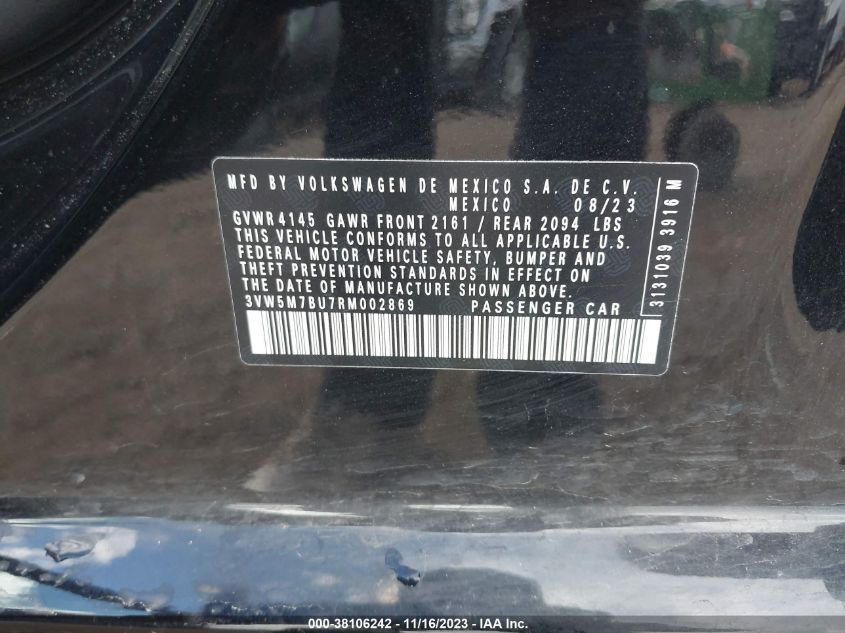 MFD BY VOLKSWAGEN DE MEXICO S.A. DE C.V.
MEXICO 08/23
GVWR 4145 GAWR FRONT 2161 / REAR 2094 LBS
THIS VEHICLE CONFORMS TO ALL APPLICABLE U.S.
FEDERAL MOTOR VEHICLE SAFETY, BUMPER AND
THEFT PREVENTION STANDARDS IN EFFECT ON
THE DATE OF MANUFACTURE SHOWN ABOVE.
3VW5M7BU7RM002869 PASSENGER CAR
3131039 3916 M
000-38106242 - 11/16/2023 - IAA Inc.